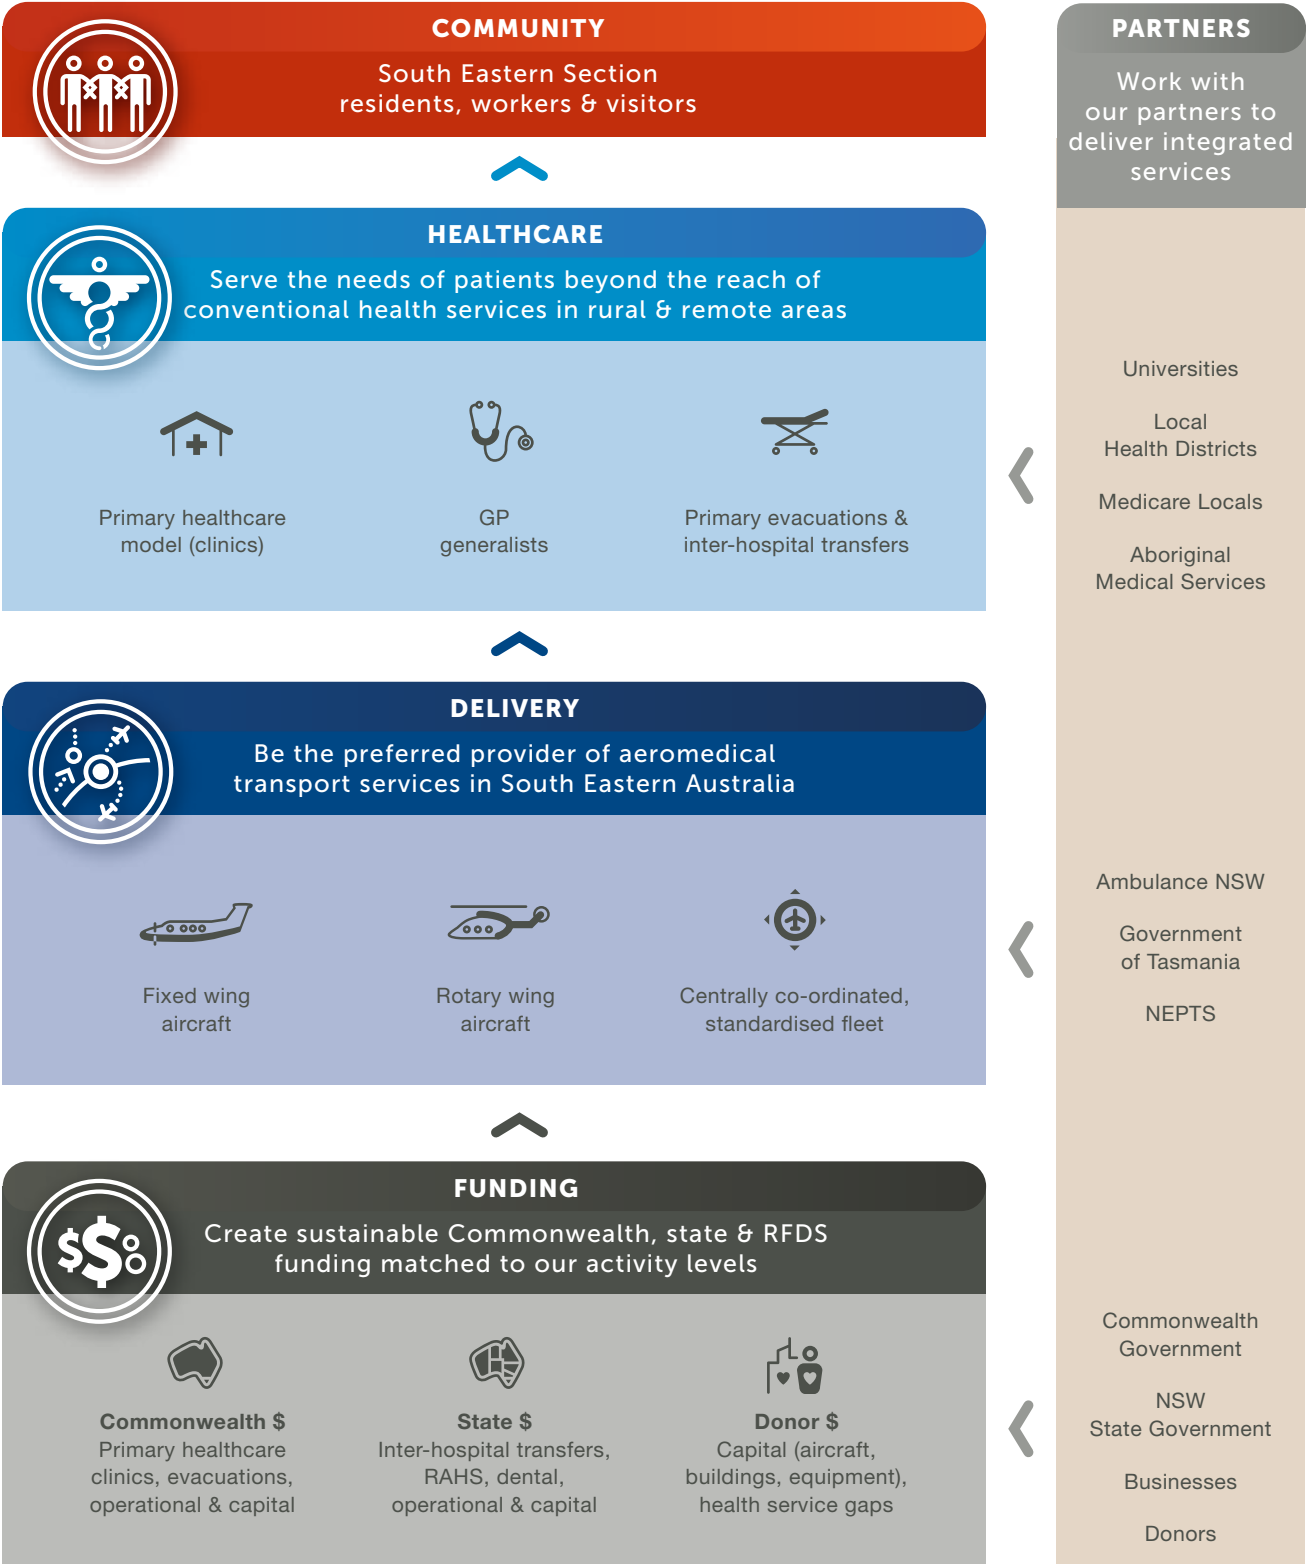 COMMUNITY
South Eastern Section
residents, workers & visitors
HEALTHCARE
Serve the needs of patients beyond the reach of
conventional health services in rural & remote areas
Primary healthcare
model (clinics)
GP
generalists
Primary evacuations &
inter-hospital transfers
DELIVERY
Be the preferred provider of aeromedical
transport services in South Eastern Australia
Fixed wing
aircraft
Rotary wing
aircraft
Centrally co-ordinated,
standardised fleet
FUNDING
Create sustainable Commonwealth, state & RFDS
funding matched to our activity levels
$$
Commonwealth $
Primary healthcare
clinics, evacuations,
operational & capital
State $
Inter-hospital transfers,
RAHS, dental,
operational & capital
Donor $
Capital (aircraft,
buildings, equipment),
health service gaps
PARTNERS
Work with
our partners to
deliver integrated
services
Universities
Local
Health Districts
Medicare Locals
Aboriginal
Medical Services
Ambulance NSW
Government
of Tasmania
NEPTS
Commonwealth
Government
NSW
State Government
Businesses
Donors